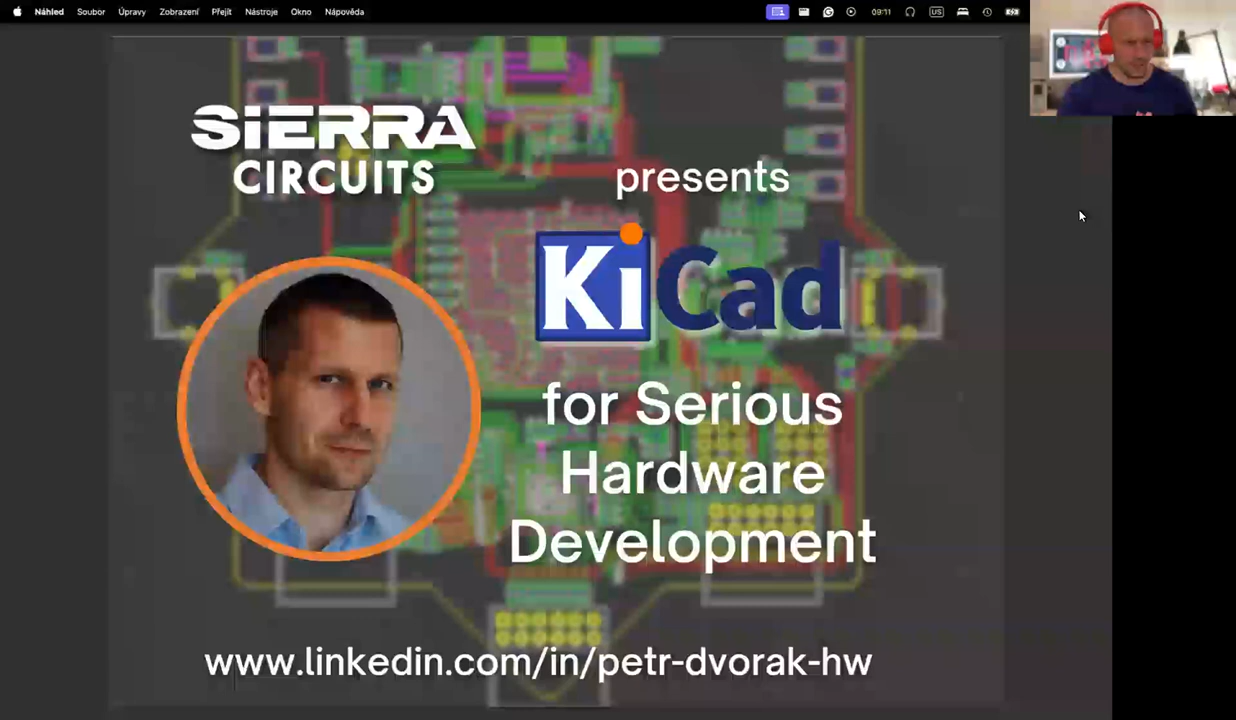 Náhled Soubor Úpravy Zobrazení Přejít Nástroje Okno Nápověda 09:11 US
SIERRA
CIRCUITS
presents
KiCad
for Serious
Hardware
Development
www.linkedin.com/in/petr-dvorak-hw